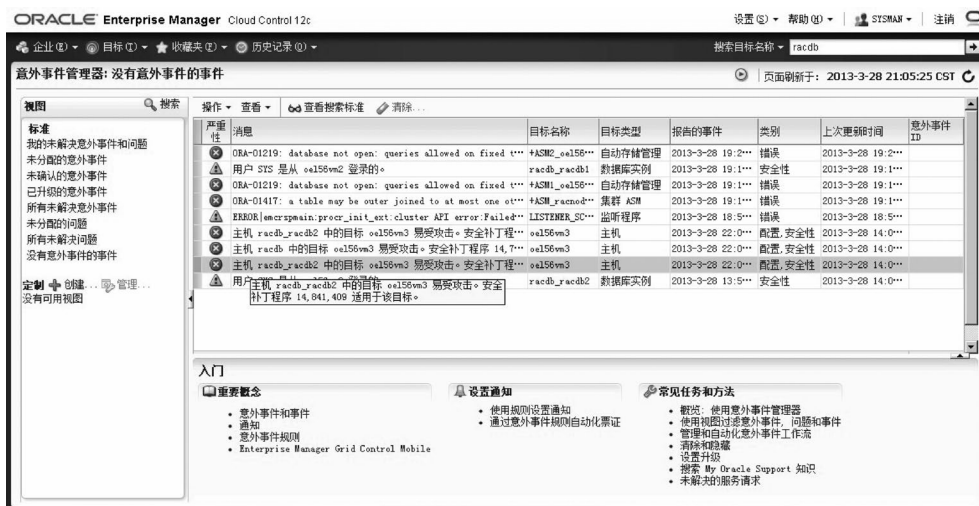 ORACLE Enterprise Manager Cloud Control 12c
设置(S) 帮助(H) SYSMAN 注销
企业(E) 目标(T) 收藏夹(F) 历史记录(O) 搜索目标名称 racdb
意外事件管理器: 没有意外事件的事件
页面刷新于: 2013-3-28 21:05:25 CST
视图 搜索
标准
我的未解决意外事件和问题
未分配的意外事件
未确认的意外事件
已升级的意外事件
所有未解决意外事件
未分配的问题
所有未解决问题
没有意外事件的事件
定制 创建... 管理...
没有可用视图
操作 查看 查看搜索标准 清除...
严重性 消息 目标名称 目标类型 报告的事件 类别 上次更新时间 意外事件 ID
ORA-01219: database not open: queries allowed on fixed t… +ASM2_oel56… 自动存储管理 2013-3-28 19:2… 错误 2013-3-28 19:2…
用户 SYS 是从 oel56vm2 登录的。 racdb_racdb1 数据库实例 2013-3-28 19:1… 安全性 2013-3-28 19:1…
ORA-01219: database not open: queries allowed on fixed t… +ASM1_oel56… 自动存储管理 2013-3-28 19:1… 错误 2013-3-28 19:1…
ORA-01417: a table may be outer joined to at most one ot… +ASM_racnod… 集群 ASM 2013-3-28 19:1… 错误 2013-3-28 19:1…
ERROR|emcrspmain:procr_init_ext:cluster API error:Failed… LISTENER_SC… 监听程序 2013-3-28 18:5… 错误 2013-3-28 18:5…
主机 racdb_racdb2 中的目标 oel56vm3 易受攻击。安全补丁程… oel56vm3 主机 2013-3-28 22:0… 配置,安全性 2013-3-28 14:0…
主机 racdb 中的目标 oel56vm3 易受攻击。安全补丁程序 14,7… oel56vm3 主机 2013-3-28 22:0… 配置,安全性 2013-3-28 14:0…
主机 racdb_racdb2 中的目标 oel56vm3 易受攻击。安全补丁程… oel56vm3 主机 2013-3-28 22:0… 配置,安全性 2013-3-28 14:0…
用户 racdb_racdb2 数据库实例 2013-3-28 13:5… 安全性 2013-3-28 14:0…
主机 racdb_racdb2 中的目标 oel56vm3 易受攻击。安全
补丁程序 14,841,409 适用于该目标。
入门
重要概念
意外事件和事件
通知
意外事件规则
Enterprise Manager Grid Control Mobile
设置通知
使用规则设置通知
通过意外事件规则自动化票证
常见任务和方法
概览: 使用意外事件管理器
使用视图过滤意外事件, 问题和事件
管理和自动化意外事件工作流
清除和隐藏
设置升级
搜索 My Oracle Support 知识
未解决的服务请求